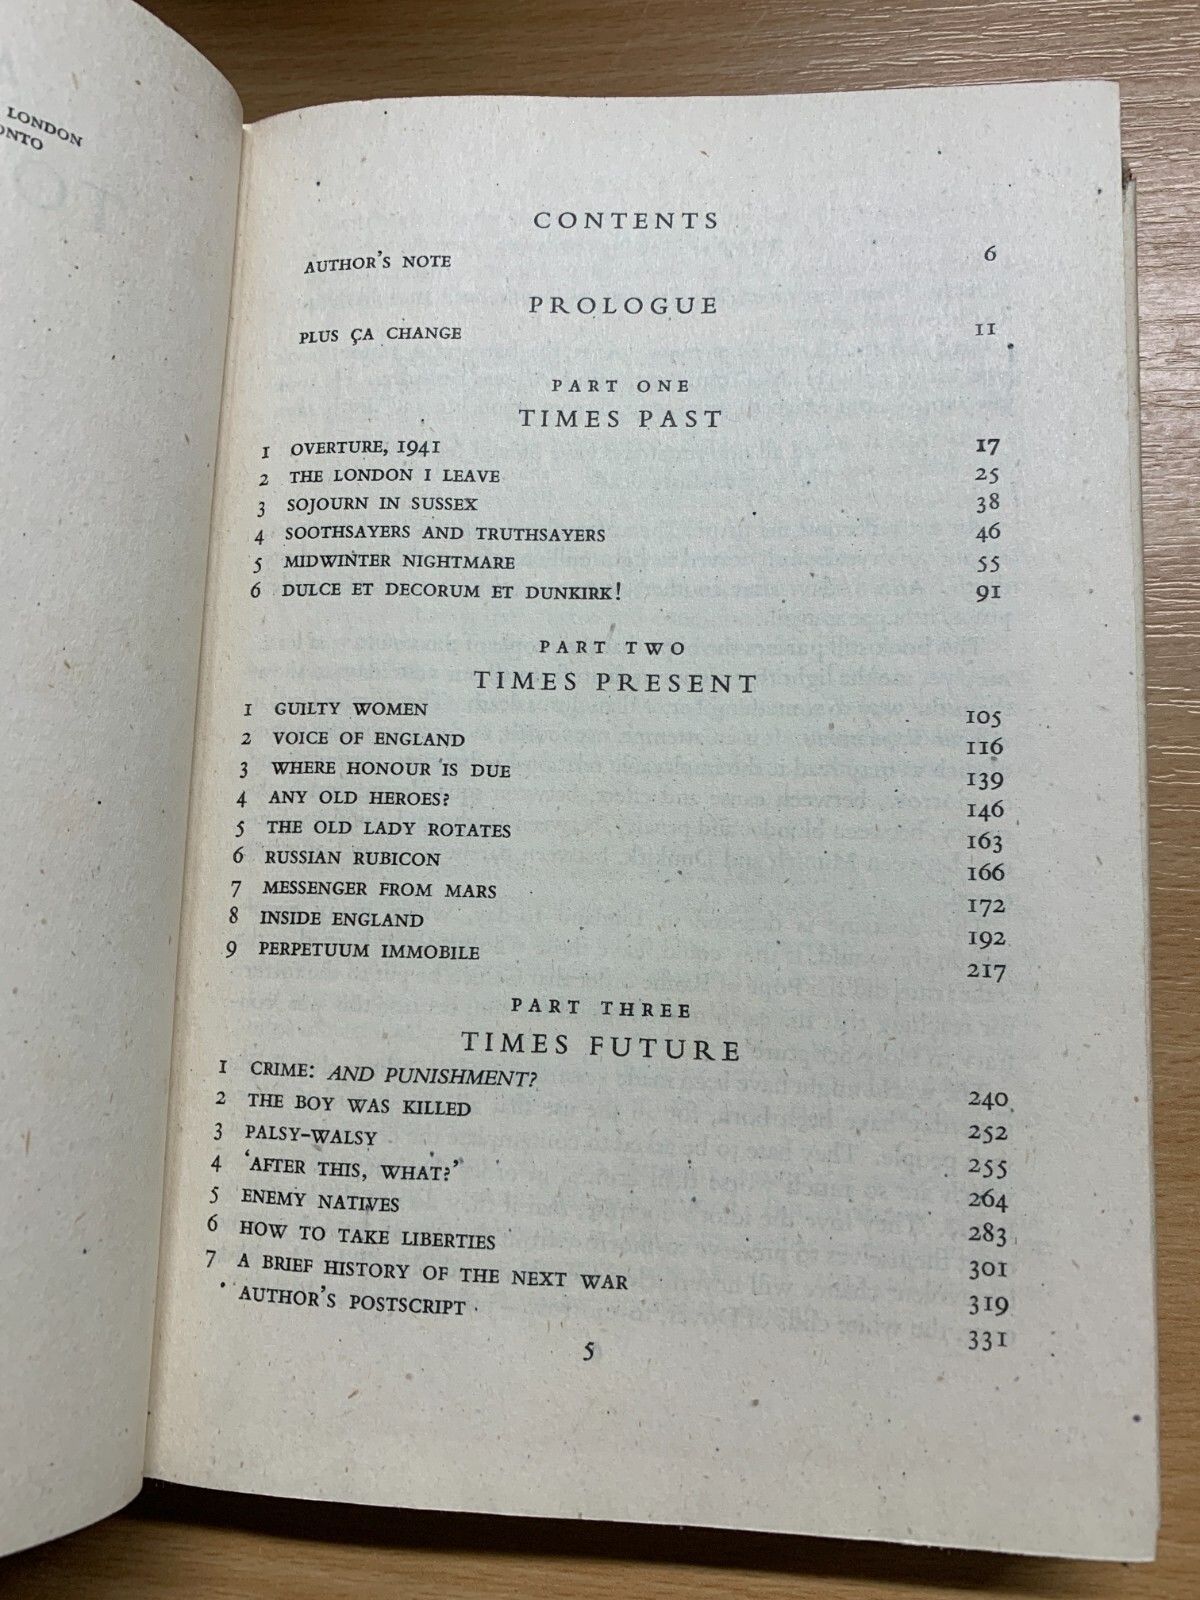 LONDON
ONTO
TO
CONTENTS
AUTHOR'S NOTE 6
PROLOGUE
PLUS ÇA CHANGE 11
PART ONE
TIMES PAST
1 OVERTURE, 1941 17
2 THE LONDON I LEAVE 25
3 SOJOURN IN SUSSEX 38
4 SOOTHSAYERS AND TRUTHSAYERS 46
5 MIDWINTER NIGHTMARE 55
6 DULCE ET DECORUM ET DUNKIRK! 91
PART TWO
TIMES PRESENT
1 GUILTY WOMEN 105
2 VOICE OF ENGLAND 116
3 WHERE HONOUR IS DUE 139
4 ANY OLD HEROES? 146
5 THE OLD LADY ROTATES 163
6 RUSSIAN RUBICON 166
7 MESSENGER FROM MARS 172
8 INSIDE ENGLAND 192
9 PERPETUUM IMMOBILE 217
PART THREE
TIMES FUTURE
1 CRIME: AND PUNISHMENT? 240
2 THE BOY WAS KILLED 252
3 PALSY-WALSY 255
4 'AFTER THIS, WHAT?' 264
5 ENEMY NATIVES 283
6 HOW TO TAKE LIBERTIES 301
7 A BRIEF HISTORY OF THE NEXT WAR 319
AUTHOR'S POSTSCRIPT 331
5